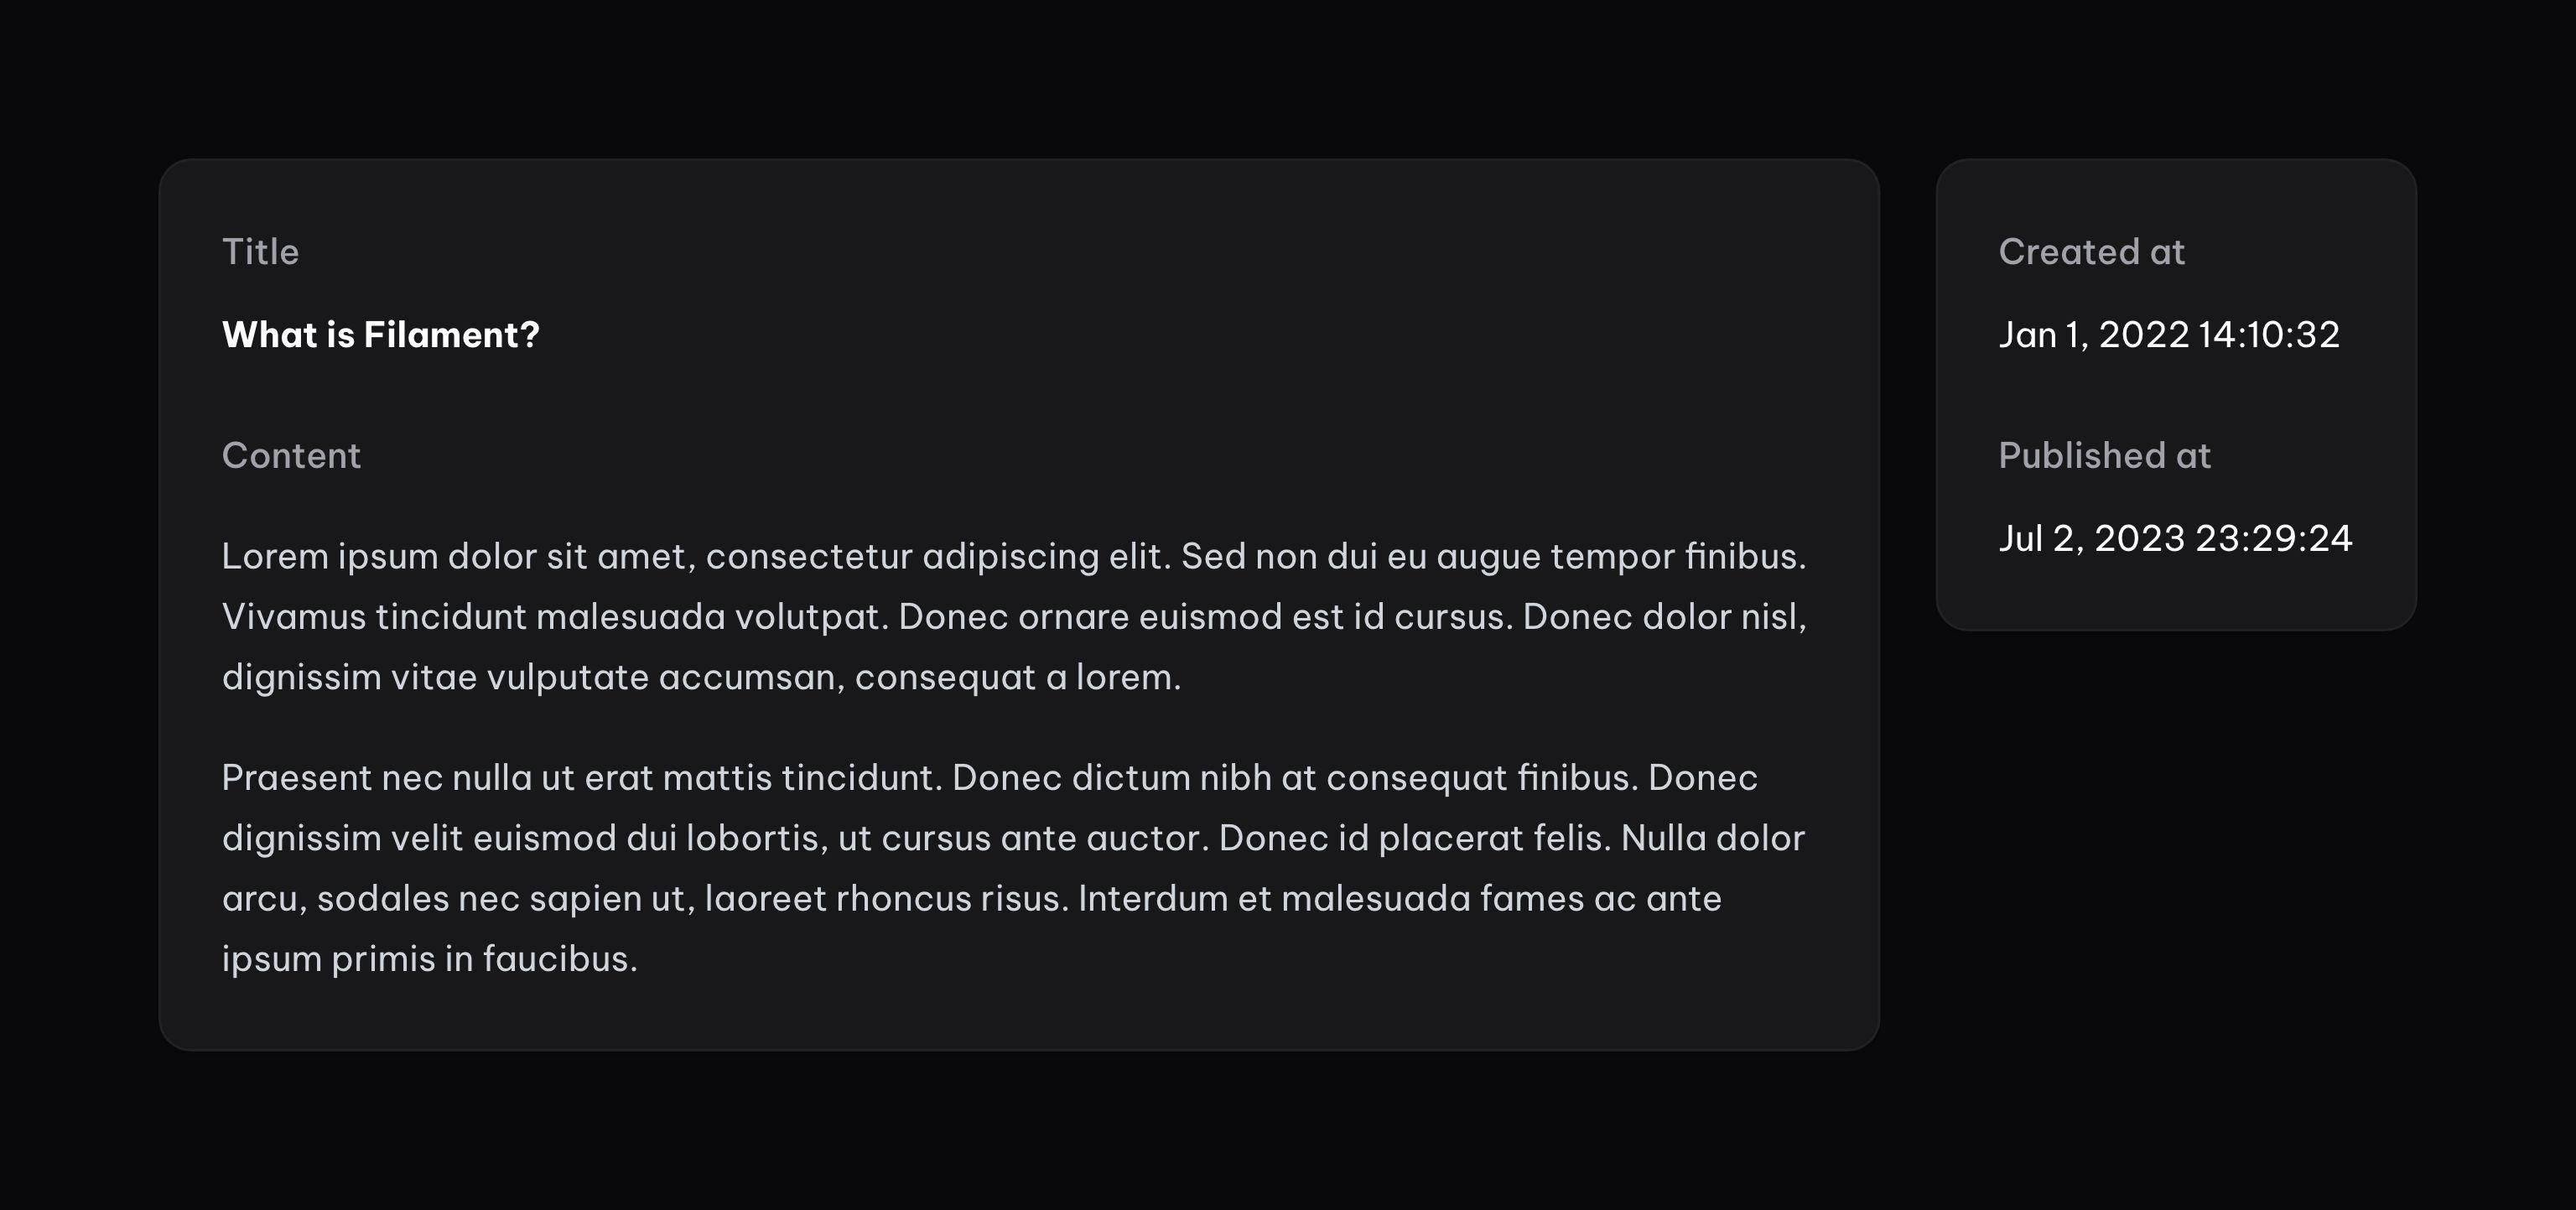 Title
What is Filament?
Content
Lorem ipsum dolor sit amet, consectetur adipiscing elit. Sed non dui eu augue tempor finibus.
Vivamus tincidunt malesuada volutpat. Donec ornare euismod est id cursus. Donec dolor nisl,
dignissim vitae vulputate accumsan, consequat a lorem.
Praesent nec nulla ut erat mattis tincidunt. Donec dictum nibh at consequat finibus. Donec
dignissim velit euismod dui lobortis, ut cursus ante auctor. Donec id placerat felis. Nulla dolor
arcu, sodales nec sapien ut, laoreet rhoncus risus. Interdum et malesuada fames ac ante
ipsum primis in faucibus.
Created at
Jan 1, 2022 14:10:32
Published at
Jul 2, 2023 23:29:24